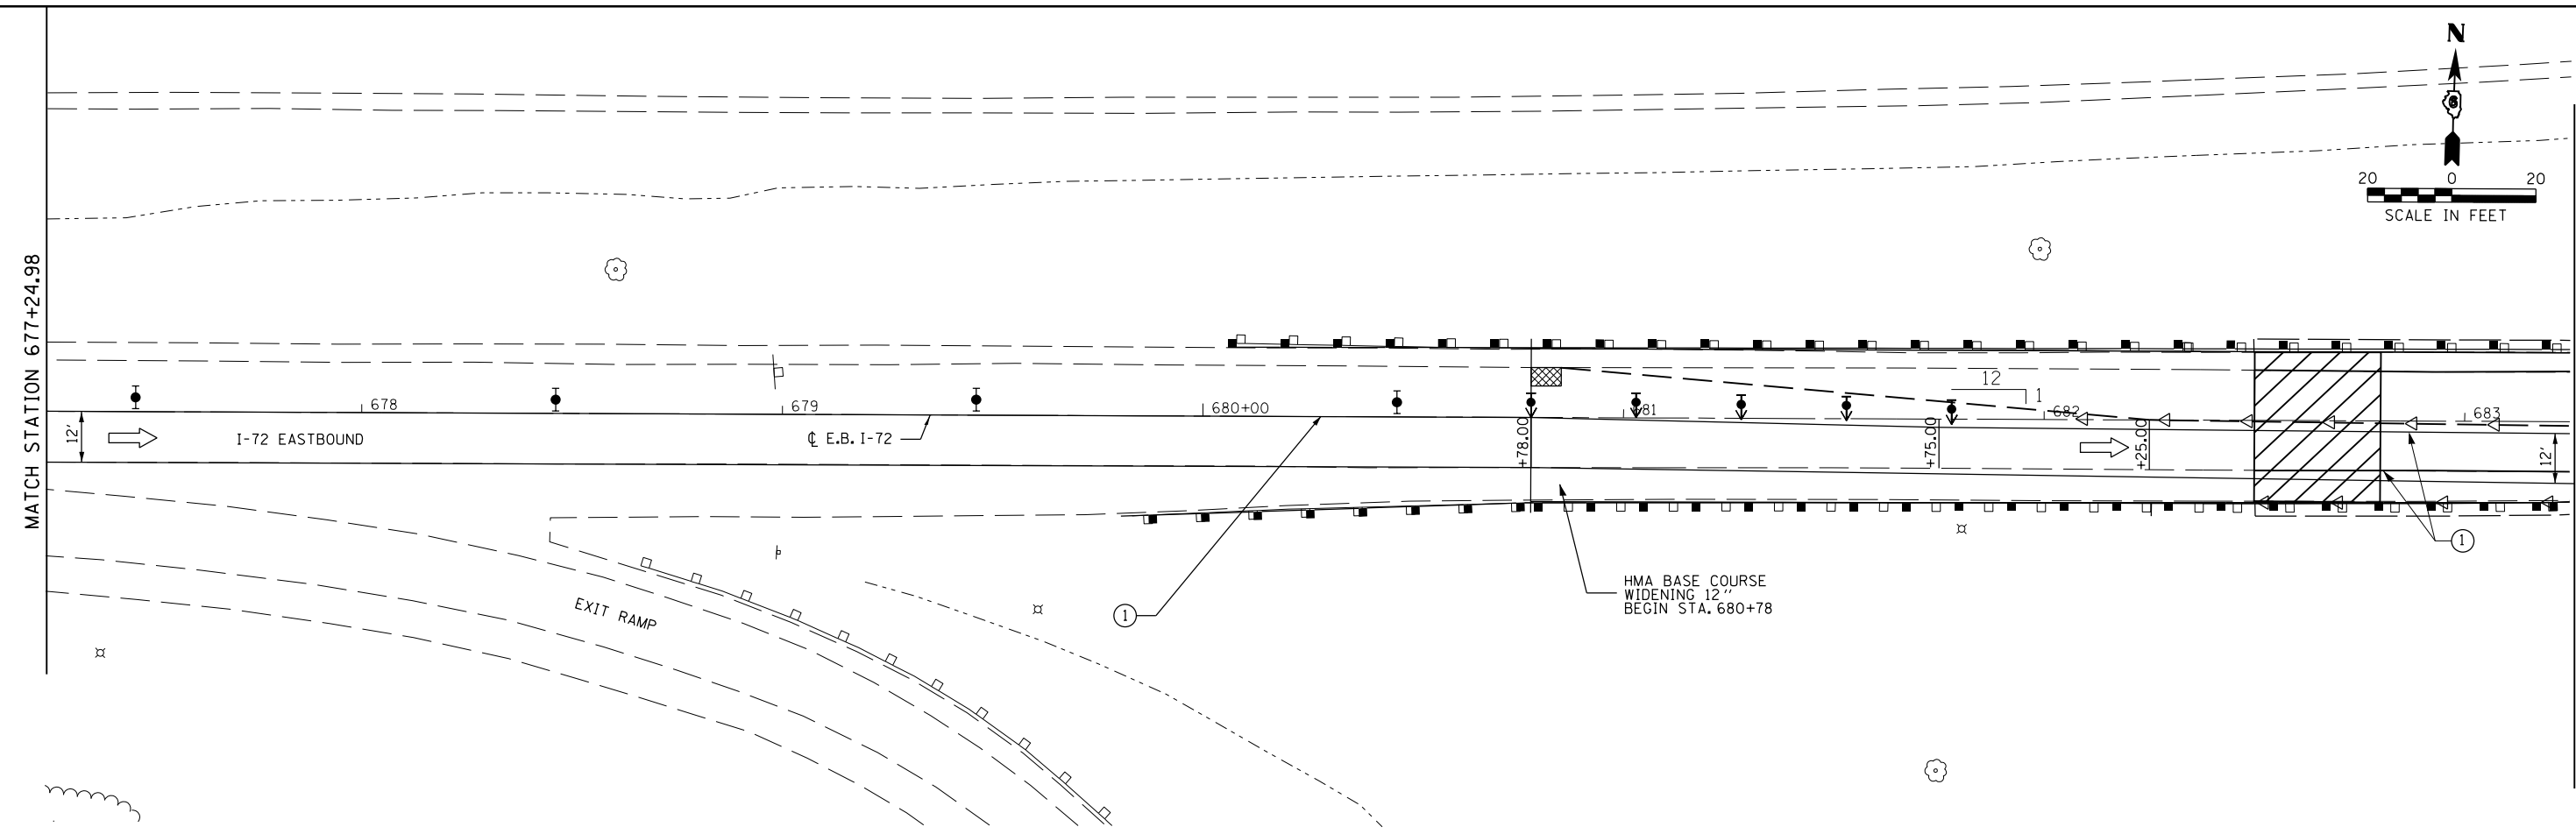 N
20 0 20
SCALE IN FEET
MATCH STATION 677+24.98
12'
678
679
680+00
681
12
1
682
683
I-72 EASTBOUND
℄ E.B. I-72
+78.00
+75.00
+25.00
12'
1
HMA BASE COURSE
WIDENING 12"
BEGIN STA. 680+78
EXIT RAMP
1